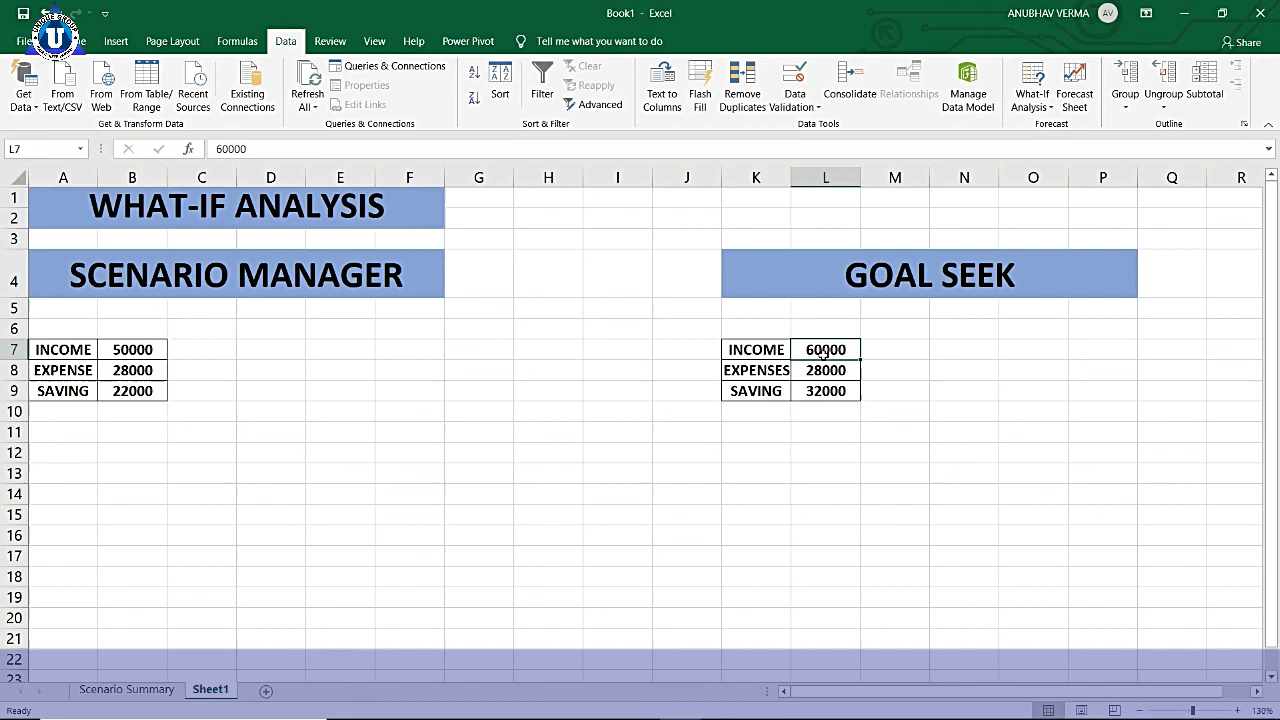 Book1 - Excel
ANUBHAV VERMA AV
UNIQUE GROUP
U
Insert Page Layout Formulas Data Review View Help Power Pivot Tell me what you want to do Share
Get Data
From Text/CSV
From Web
From Table/ Range
Recent Sources
Existing Connections
Get & Transform Data
Refresh All
Queries & Connections
Properties
Edit Links
Queries & Connections
Sort
Filter
Clear
Reapply
Advanced
Sort & Filter
Text to Columns
Flash Fill
Remove Duplicates
Data Validation
Consolidate
Relationships
Manage Data Model
Data Tools
What-If Analysis
Forecast Sheet
Forecast
Group
Ungroup
Subtotal
Outline
L7 fx 60000
A B C D E F G H I J K L M N O P Q R
1
WHAT-IF ANALYSIS
2
3
4 SCENARIO MANAGER GOAL SEEK
5
6
7 INCOME 50000 INCOME 60000
8 EXPENSE 28000 EXPENSES 28000
9 SAVING 22000 SAVING 32000
10
11
12
13
14
15
16
17
18
19
20
21
22
23
Scenario Summary Sheet1
Ready 130%